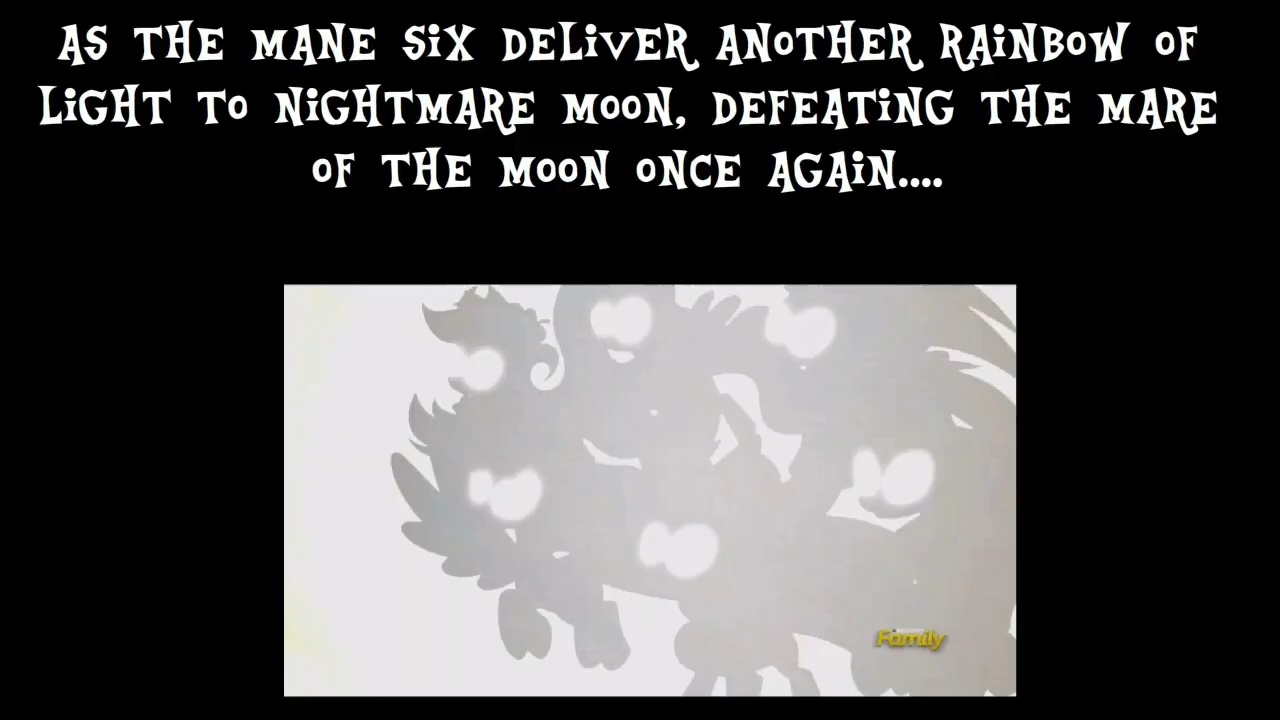 AS THE MANE SiX DELiVER ANOTHER RAiNBOW OF
LiGHT TO NiGHTMARE MOON, DEFEATiNG THE MARE
OF THE MOON ONCE AGAiN....
Family